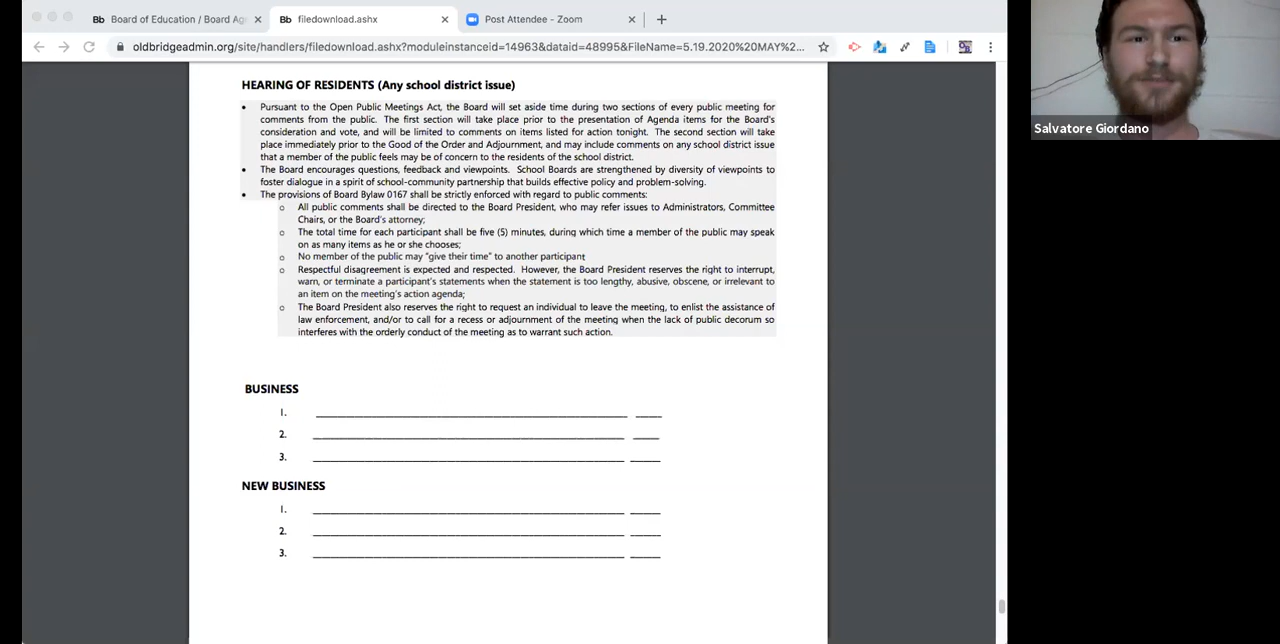 Bb Board of Education / Board Ag
Bb filedownload.ashx
Post Attendee - Zoom
oldbridgeadmin.org/site/handlers/filedownload.ashx?moduleinstanceid=14963&dataid=48995&FileName=5.19.2020%20MAY%2...
Salvatore Giordano
HEARING OF RESIDENTS (Any school district issue)
• Pursuant to the Open Public Meetings Act, the Board will set aside time during two sections of every public meeting for
comments from the public. The first section will take place prior to the presentation of Agenda items for the Board's
consideration and vote, and will be limited to comments on items listed for action tonight. The second section will take
place immediately prior to the Good of the Order and Adjournment, and may include comments on any school district issue
that a member of the public feels may be of concern to the residents of the school district.
• The Board encourages questions, feedback and viewpoints. School Boards are strengthened by diversity of viewpoints to
foster dialogue in a spirit of school-community partnership that builds effective policy and problem-solving.
• The provisions of Board Bylaw 0167 shall be strictly enforced with regard to public comments:
o All public comments shall be directed to the Board President, who may refer issues to Administrators, Committee
Chairs, or the Board's attorney;
o The total time for each participant shall be five (5) minutes, during which time a member of the public may speak
on as many items as he or she chooses;
o No member of the public may "give their time" to another participant
o Respectful disagreement is expected and respected. However, the Board President reserves the right to interrupt,
warn, or terminate a participant's statements when the statement is too lengthy, abusive, obscene, or irrelevant to
an item on the meeting's action agenda;
o The Board President also reserves the right to request an individual to leave the meeting, to enlist the assistance of
law enforcement, and/or to call for a recess or adjournment of the meeting when the lack of public decorum so
interferes with the orderly conduct of the meeting as to warrant such action.
BUSINESS
1.
2.
3.
NEW BUSINESS
1.
2.
3.